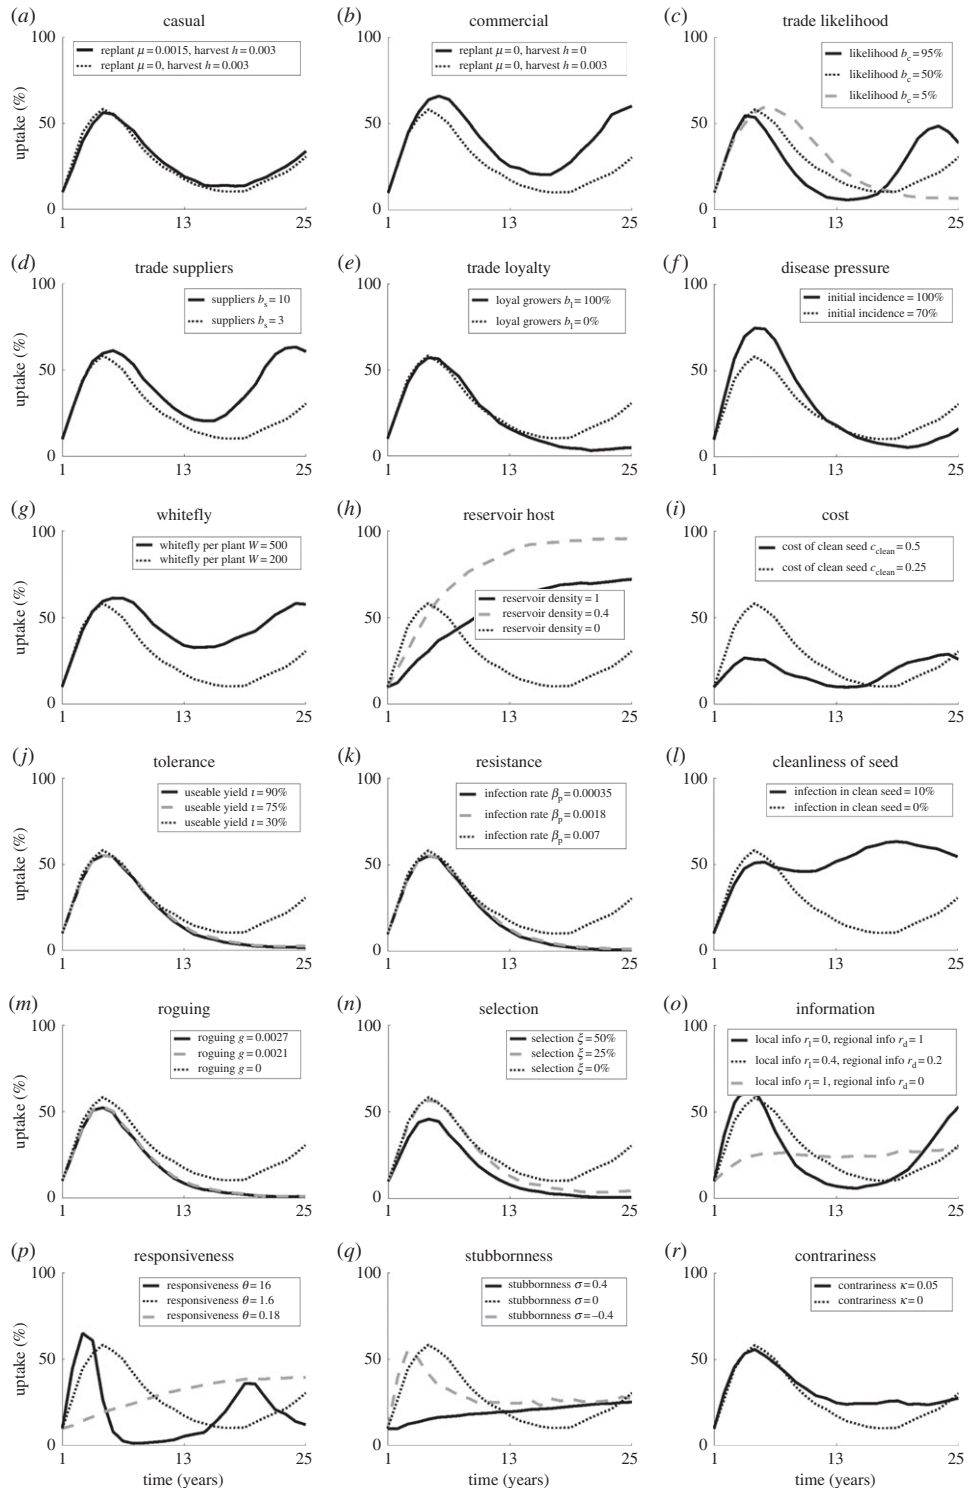 (a) casual
100
replant μ = 0.0015, harvest h = 0.003
replant μ = 0, harvest h = 0.003
uptake (%)
50
0
1 13 25
(b) commercial
100
replant μ = 0, harvest h = 0
replant μ = 0, harvest h = 0.003
50
0
1 13 25
(c) trade likelihood
100
likelihood bc = 95%
likelihood bc = 50%
likelihood bc = 5%
50
0
1 13 25
(d) trade suppliers
100
suppliers bs = 10
suppliers bs = 3
uptake (%)
50
0
1 13 25
(e) trade loyalty
100
loyal growers bl = 100%
loyal growers bl = 0%
50
0
1 13 25
(f) disease pressure
100
initial incidence = 100%
initial incidence = 70%
50
0
1 13 25
(g) whitefly
100
whitefly per plant W = 500
whitefly per plant W = 200
uptake (%)
50
0
1 13 25
(h) reservoir host
100
reservoir density = 1
reservoir density = 0.4
reservoir density = 0
50
0
1 13 25
(i) cost
100
cost of clean seed cclean = 0.5
cost of clean seed cclean = 0.25
50
0
1 13 25
(j) tolerance
100
useable yield ι = 90%
useable yield ι = 75%
useable yield ι = 30%
uptake (%)
50
0
1 13 25
(k) resistance
100
infection rate βp = 0.00035
infection rate βp = 0.0018
infection rate βp = 0.007
50
0
1 13 25
(l) cleanliness of seed
100
infection in clean seed = 10%
infection in clean seed = 0%
50
0
1 13 25
(m) roguing
100
roguing g = 0.0027
roguing g = 0.0021
roguing g = 0
uptake (%)
50
0
1 13 25
(n) selection
100
selection ξ = 50%
selection ξ = 25%
selection ξ = 0%
50
0
1 13 25
(o) information
100
local info rl = 0, regional info rd = 1
local info rl = 0.4, regional info rd = 0.2
local info rl = 1, regional info rd = 0
50
0
1 13 25
(p) responsiveness
100
responsiveness θ = 16
responsiveness θ = 1.6
responsiveness θ = 0.18
uptake (%)
50
0
1 13 25
time (years)
(q) stubbornness
100
stubbornness σ = 0.4
stubbornness σ = 0
stubbornness σ = −0.4
50
0
1 13 25
time (years)
(r) contrariness
100
contrariness κ = 0.05
contrariness κ = 0
50
0
1 13 25
time (years)